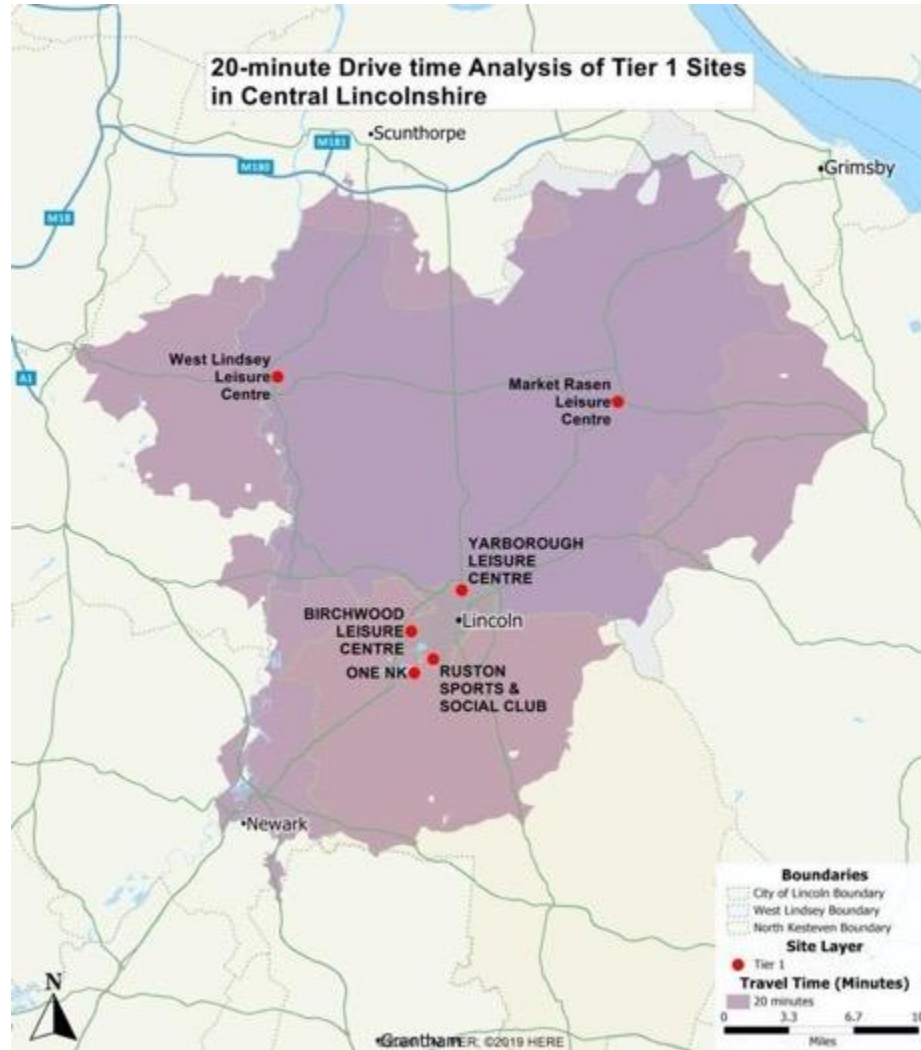 20-minute Drive time Analysis of Tier 1 Sites
in Central Lincolnshire
Scunthorpe
M181
M180
Grimsby
M18
West Lindsey
Leisure
Centre
A1
Market Rasen
Leisure
Centre
YARBOROUGH
LEISURE
CENTRE
BIRCHWOOD
LEISURE
CENTRE
Lincoln
ONE NK
RUSTON
SPORTS &
SOCIAL CLUB
Newark
Boundaries
City of Lincoln Boundary
West Lindsey Boundary
North Kesteven Boundary
Site Layer
Tier 1
Travel Time (Minutes)
20 minutes
0 3.3 6.7 10
Miles
N
Grantham
©2019 HERE